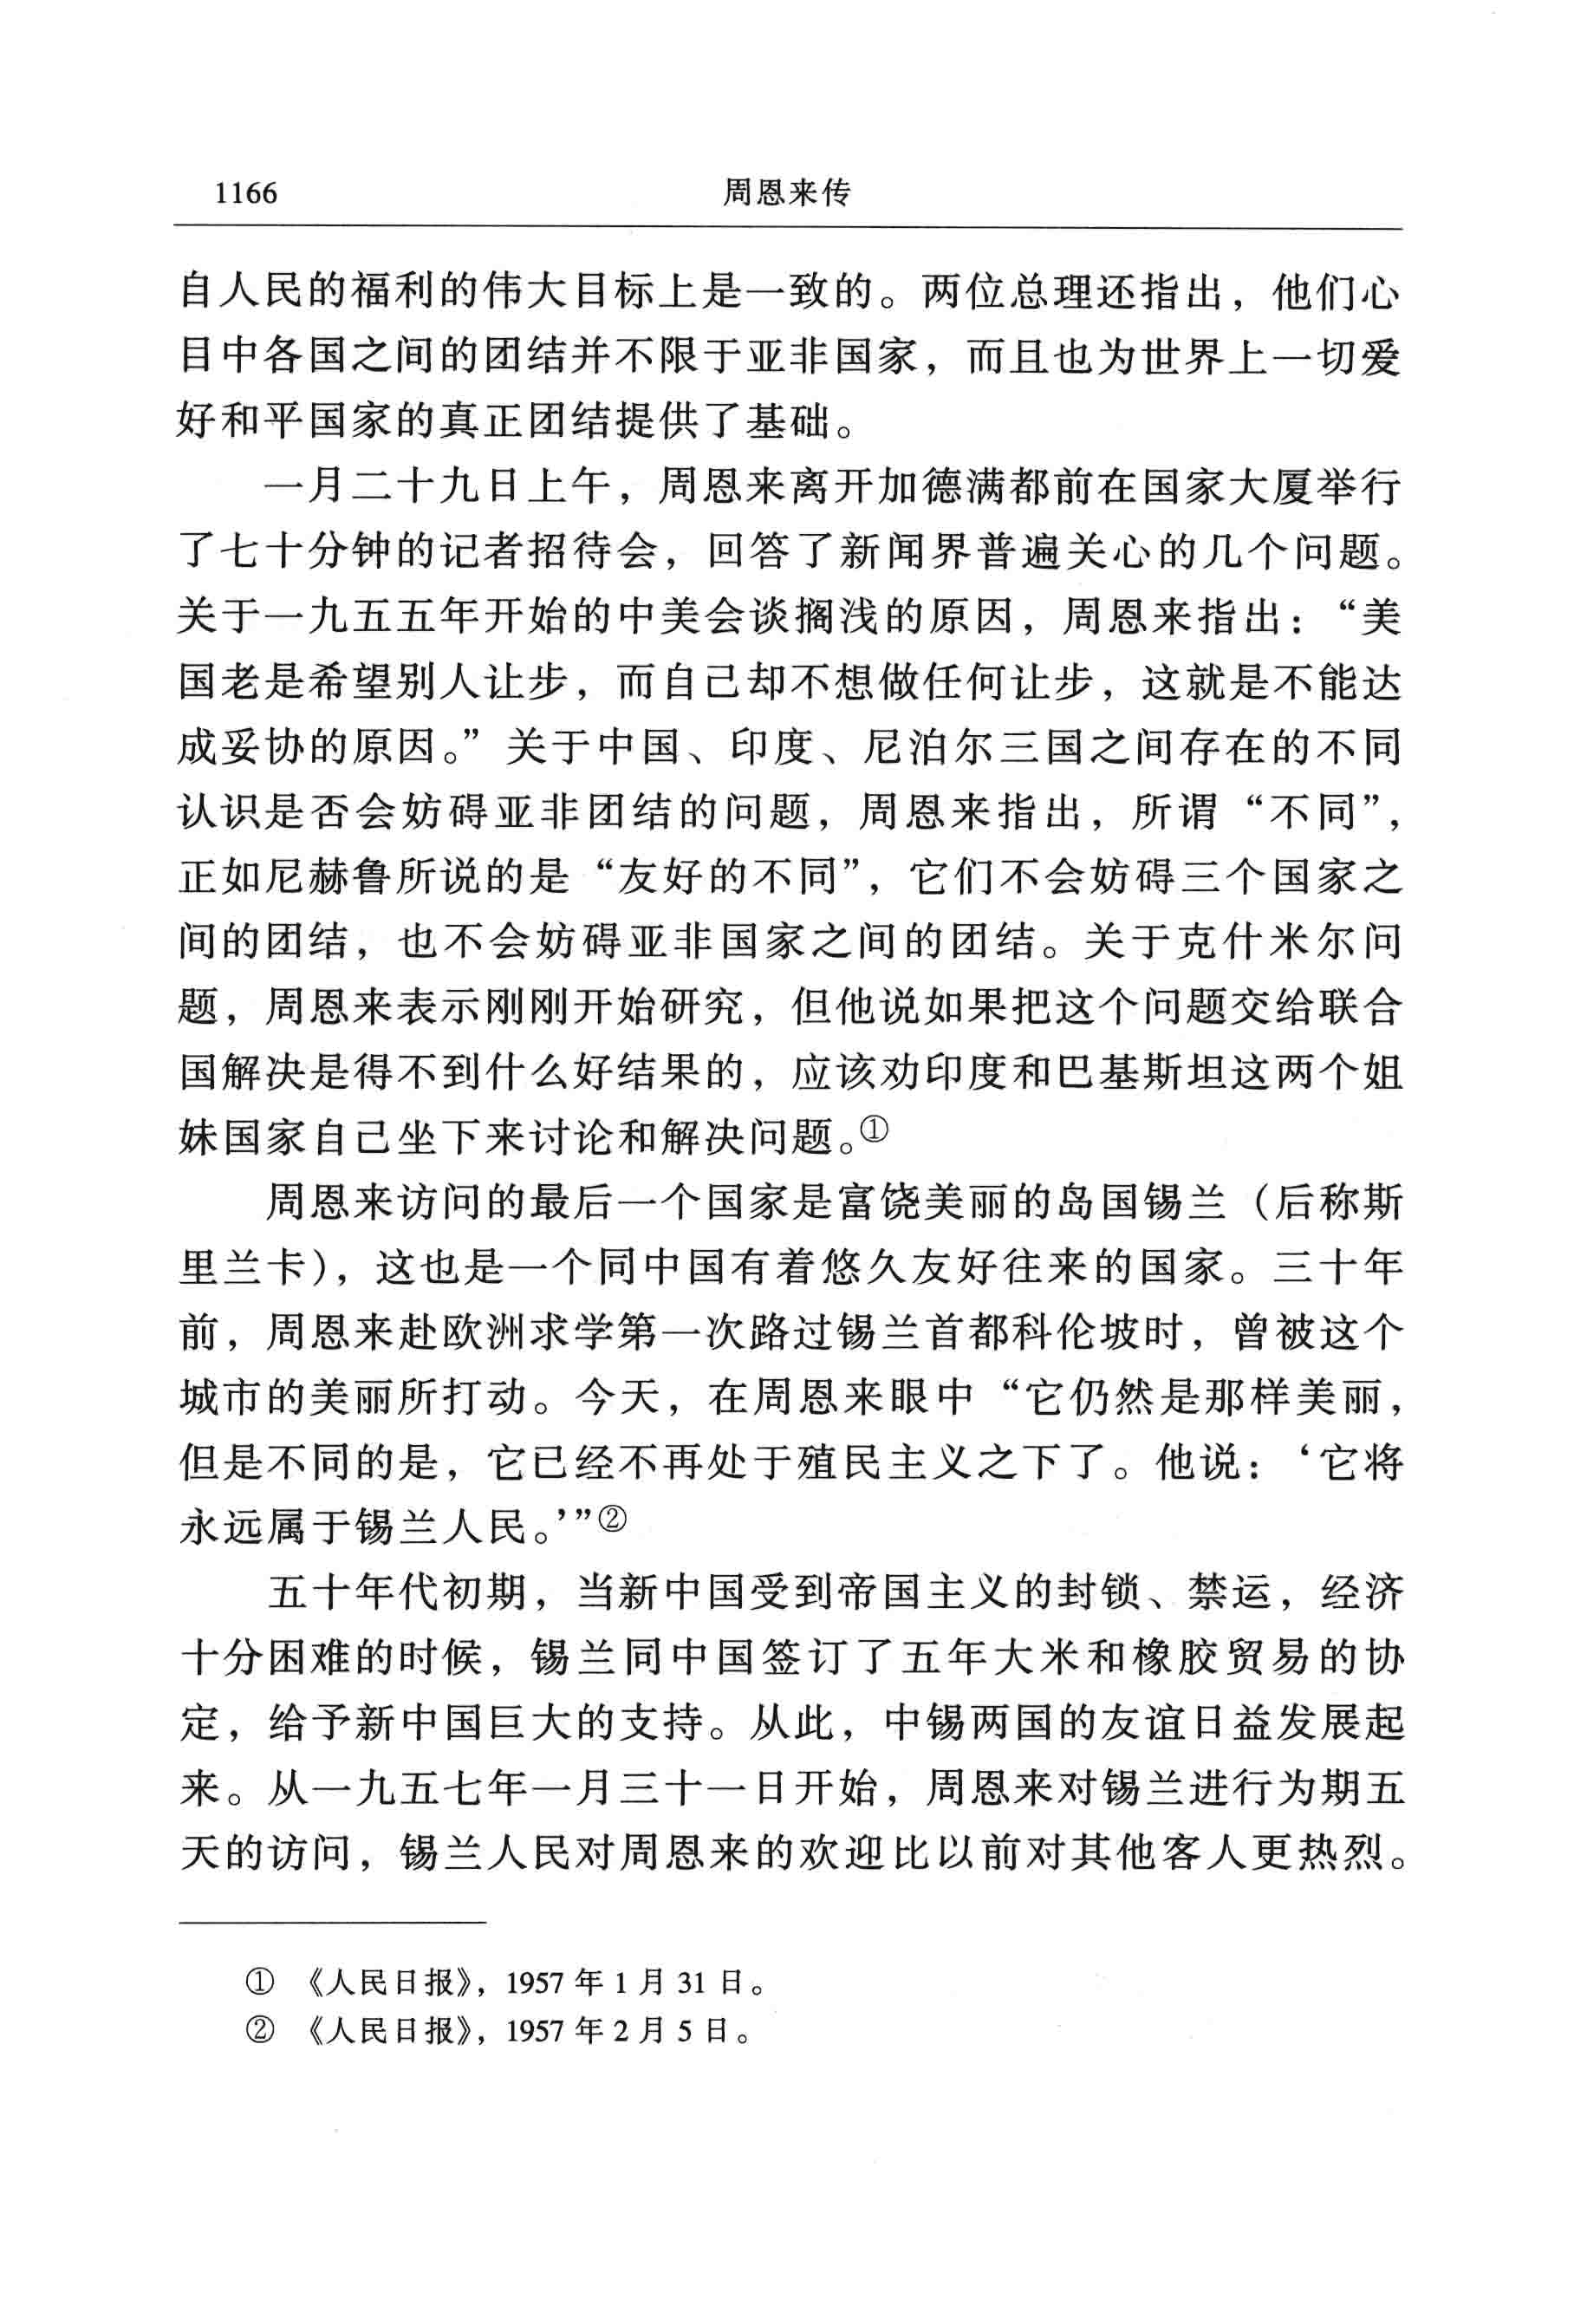 1166 周恩来传
自人民的福利的伟大目标上是一致的。两位总理还指出，他们心
目中各国之间的团结并不限于亚非国家，而且也为世界上一切爱
好和平国家的真正团结提供了基础。
一月二十九日上午，周恩来离开加德满都前在国家大厦举行
了七十分钟的记者招待会，回答了新闻界普遍关心的几个问题。
关于一九五五年开始的中美会谈搁浅的原因，周恩来指出：“美
国老是希望别人让步，而自己却不想做任何让步，这就是不能达
成妥协的原因。”关于中国、印度、尼泊尔三国之间存在的不同
认识是否会妨碍亚非团结的问题，周恩来指出，所谓“不同”，
正如尼赫鲁所说的是“友好的不同”，它们不会妨碍三个国家之
间的团结，也不会妨碍亚非国家之间的团结。关于克什米尔问
题，周恩来表示刚刚开始研究，但他说如果把这个问题交给联合
国解决是得不到什么好结果的，应该劝印度和巴基斯坦这两个姐
妹国家自己坐下来讨论和解决问题。①
周恩来访问的最后一个国家是富饶美丽的岛国锡兰（后称斯
里兰卡），这也是一个同中国有着悠久友好往来的国家。三十年
前，周恩来赴欧洲求学第一次路过锡兰首都科伦坡时，曾被这个
城市的美丽所打动。今天，在周恩来眼中“它仍然是那样美丽，
但是不同的是，它已经不再处于殖民主义之下了。他说：‘它将
永远属于锡兰人民。’”②
五十年代初期，当新中国受到帝国主义的封锁、禁运，经济
十分困难的时候，锡兰同中国签订了五年大米和橡胶贸易的协
定，给予新中国巨大的支持。从此，中锡两国的友谊日益发展起
来。从一九五七年一月三十一日开始，周恩来对锡兰进行为期五
天的访问，锡兰人民对周恩来的欢迎比以前对其他客人更热烈。
① 《人民日报》，1957 年 1 月 31 日。
② 《人民日报》，1957 年 2 月 5 日。